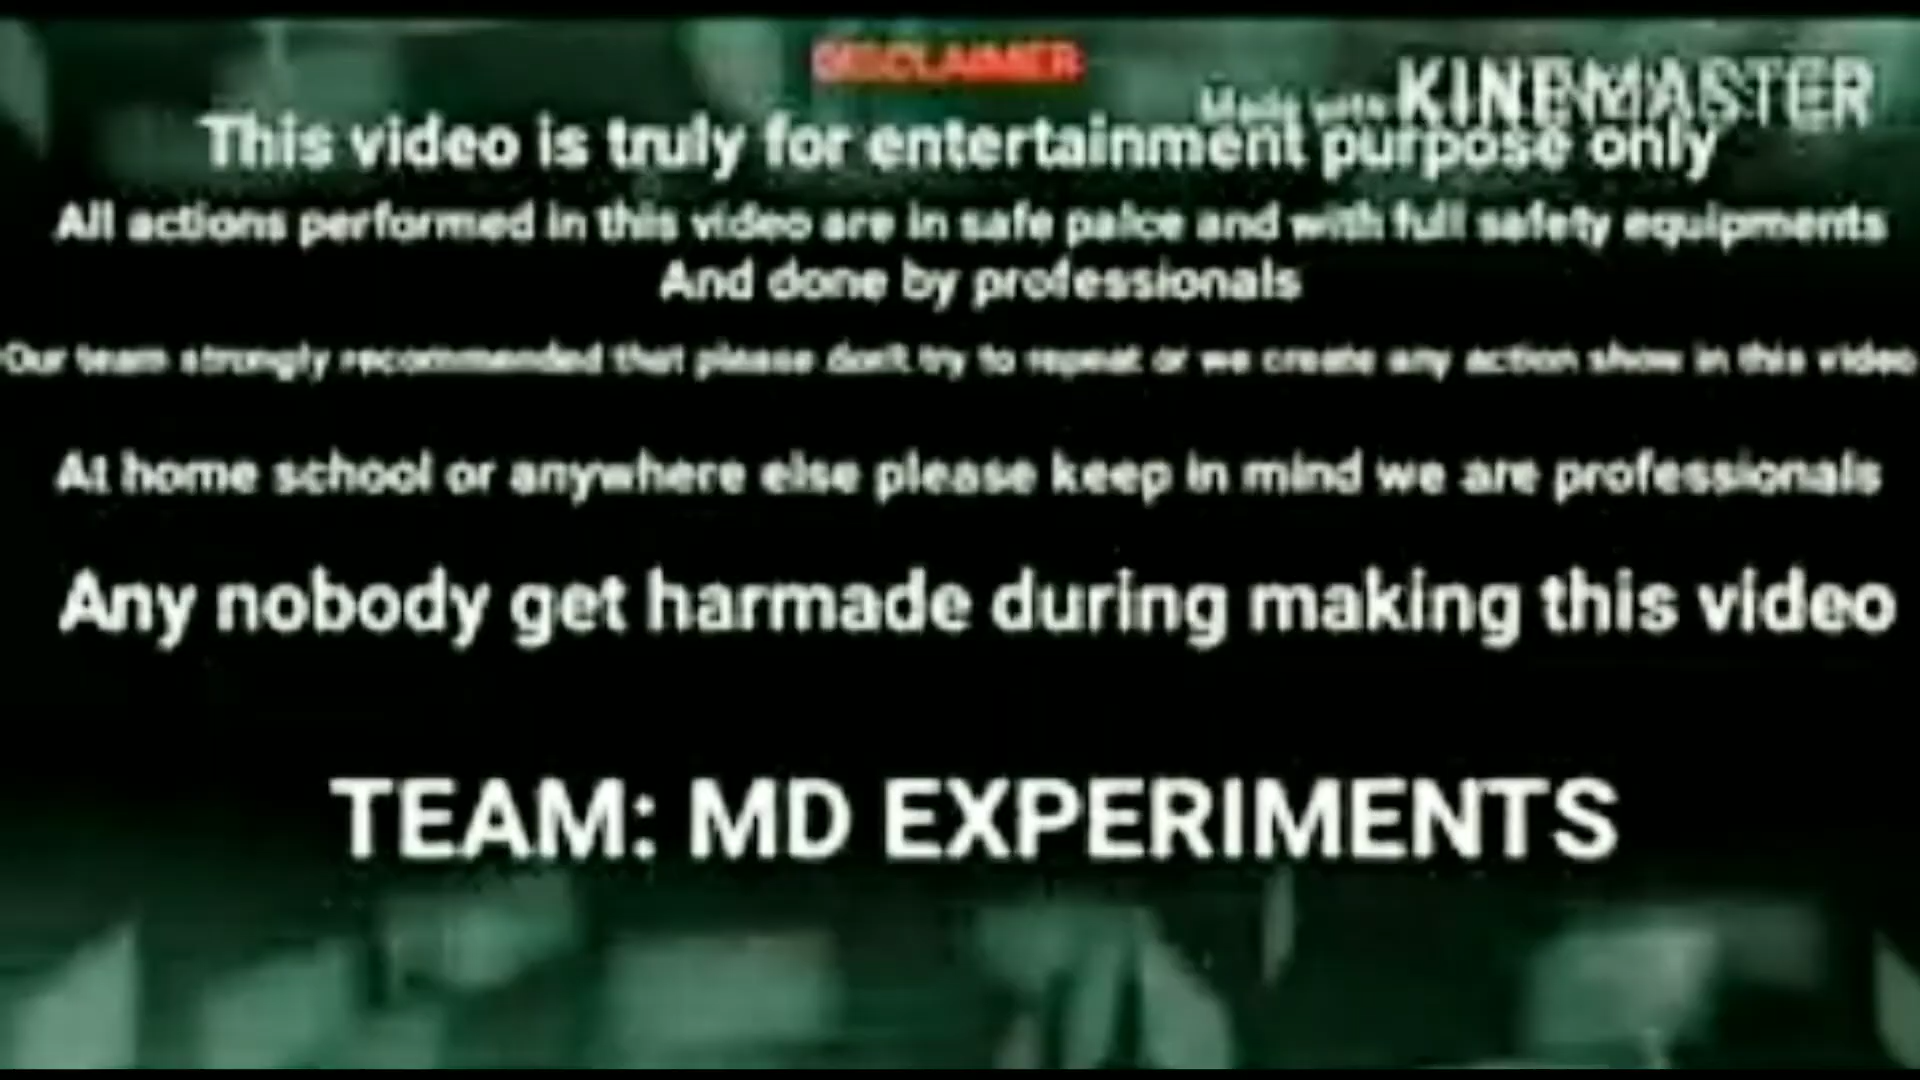 DISCLAIMER
Made with KINEMASTER
This video is truly for entertainment purpose only
All actions performed in this video are in safe palce and with full safety equipments
And done by professionals
Our team strongly recommended that please don't try to repeat or we create any action show in this video
At home school or anywhere else please keep in mind we are professionals
Any nobody get harmade during making this video
TEAM: MD EXPERIMENTS